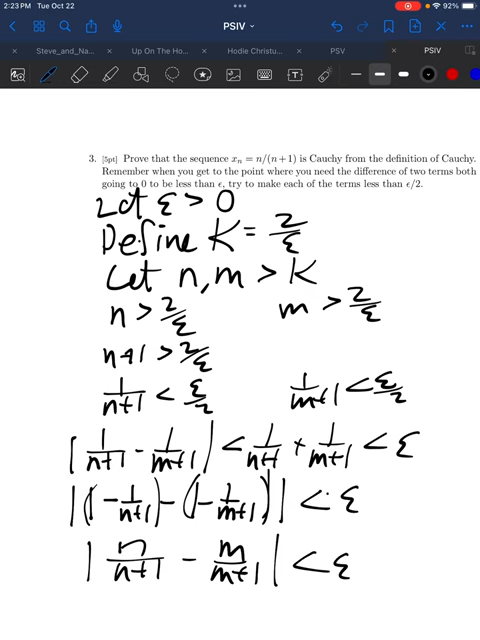 2:23 PM Tue Oct 22
92%
PSIV
Steve_and_Na...
Up On The Ho...
Hodie Christu...
PSV
PSIV
3. [5pt] Prove that the sequence xₙ = n/(n+1) is Cauchy from the definition of Cauchy.
Remember when you get to the point where you need the difference of two terms both
going to 0 to be less than ε, try to make each of the terms less than ε/2.
Let ε > 0
Define K = 2/ε
Let n, m > K
n > 2/ε m > 2/ε
n+1 > 2/ε
1/(n+1) < ε/2 1/(m+1) < ε/2
|1/(n+1) - 1/(m+1)| < 1/(n+1) + 1/(m+1) < ε
|(1 - 1/(n+1)) - (1 - 1/(m+1))| < ε
|n/(n+1) - m/(m+1)| < ε